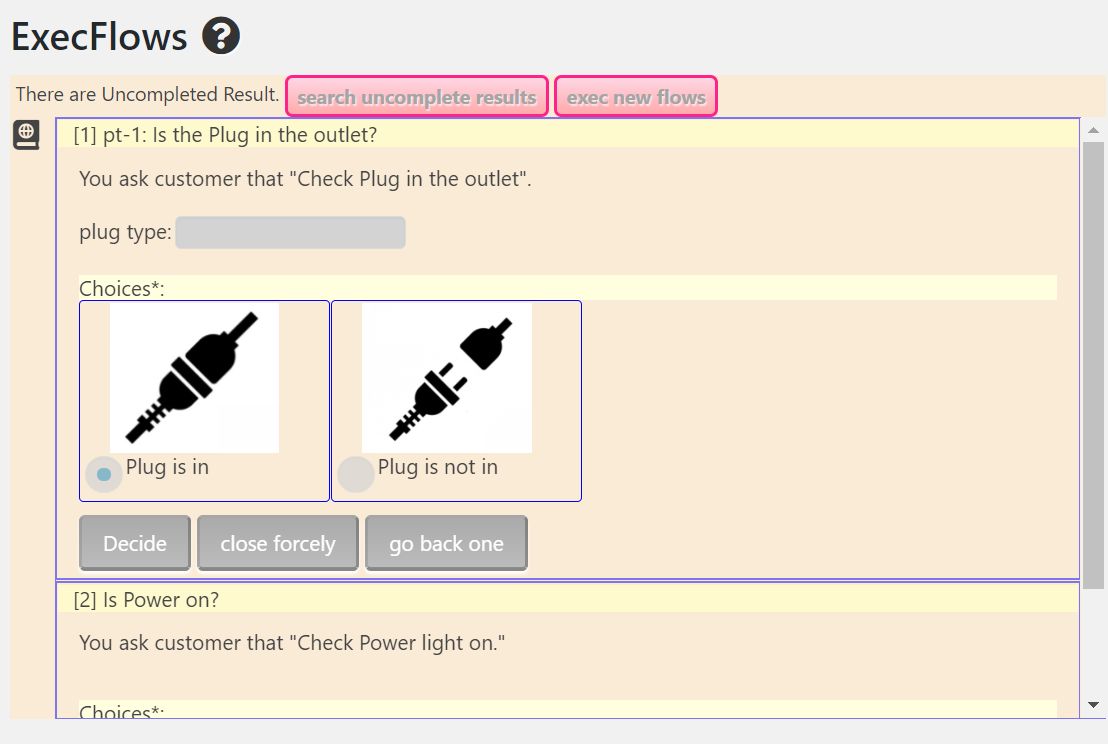 ExecFlows ?
There are Uncompleted Result. search uncomplete results exec new flows
[1] pt-1: Is the Plug in the outlet?
You ask customer that "Check Plug in the outlet".
plug type:
Choices*:
Plug is in Plug is not in
Decide close forcely go back one
[2] Is Power on?
You ask customer that "Check Power light on."
Choices*: